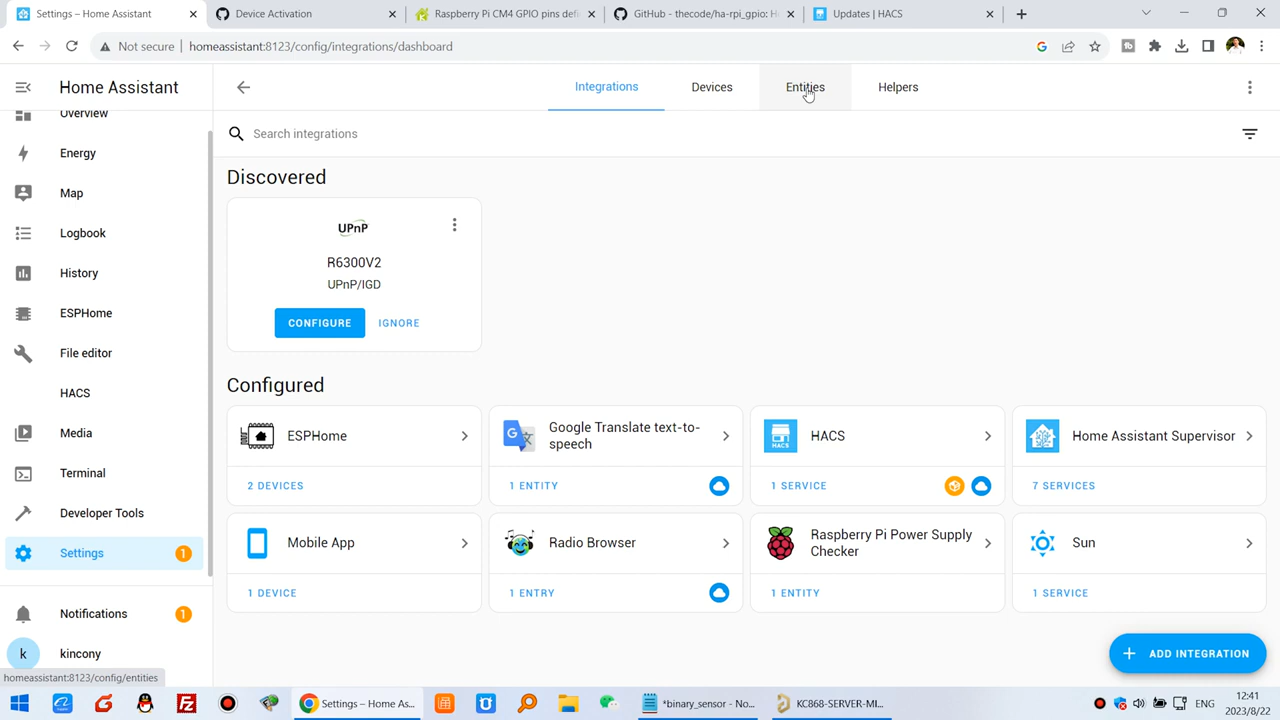 Settings – Home Assistant
Device Activation
Raspberry Pi CM4 GPIO pins defi
GitHub - thecode/ha-rpi_gpio: H
Updates | HACS
Not secure
homeassistant:8123/config/integrations/dashboard
Home Assistant
Integrations
Devices
Entities
Helpers
Overview
Search integrations
Energy
Discovered
Map
UPnP
Logbook
R6300V2
History
UPnP/IGD
ESPHome
CONFIGURE
IGNORE
File editor
Configured
HACS
Media
ESPHome
Google Translate text-to-
speech
HACS
Home Assistant Supervisor
Terminal
2 DEVICES
1 ENTITY
1 SERVICE
7 SERVICES
Developer Tools
Mobile App
Radio Browser
Raspberry Pi Power Supply
Checker
Sun
Settings
1
1 DEVICE
1 ENTRY
1 ENTITY
1 SERVICE
Notifications
1
k
kincony
+ ADD INTEGRATION
homeassistant:8123/config/entities
Settings – Home As...
*binary_sensor - No...
KC868-SERVER-MI...
ENG
12:41
2023/8/22